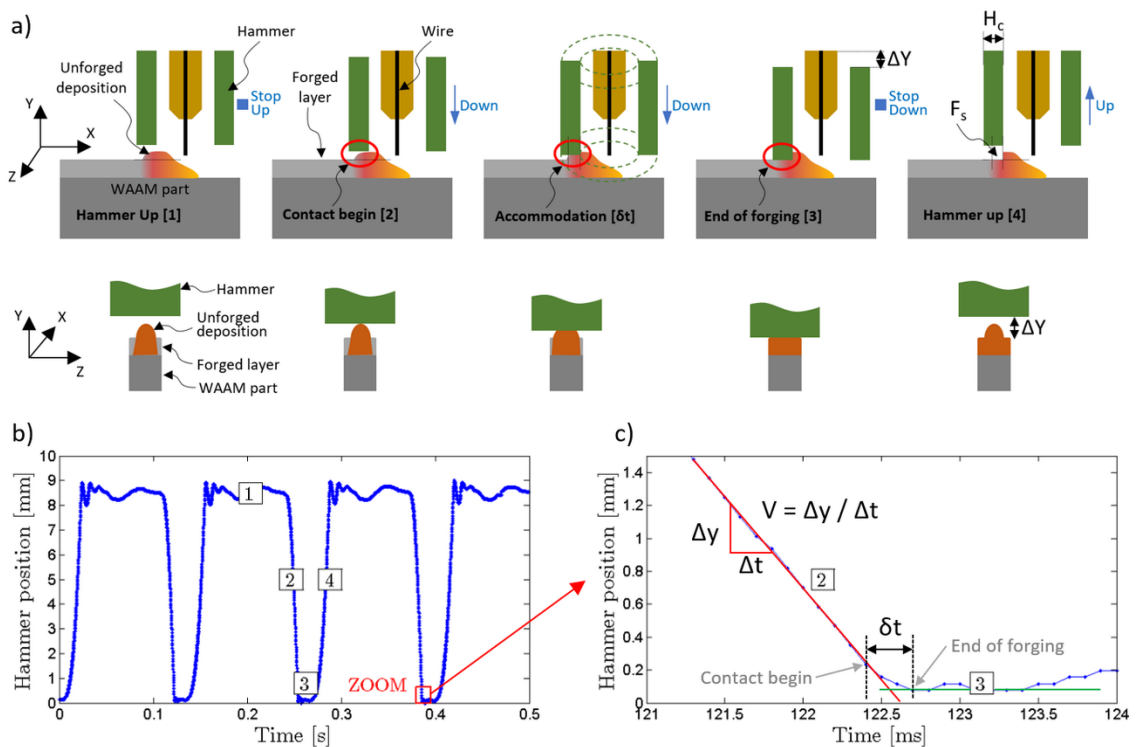 a)
Hammer
Wire
Unforged
deposition
Forged
layer
Stop
Up
Down
Down
Stop
Down
Up
ΔY
H_c
F_s
Y
X
Z
WAAM part
Hammer Up [1]
Contact begin [2]
Accommodation [δt]
End of forging [3]
Hammer up [4]
Hammer
Unforged
deposition
Forged layer
WAAM part
Y
X
Z
ΔY
b)
Hammer position [mm]
10
9
8
7
6
5
4
3
2
1
0
1
2
4
3
ZOOM
0
0.1
0.2
0.3
0.4
0.5
Time [s]
c)
Hammer position [mm]
1.4
1.2
1
0.8
0.6
0.4
0.2
0
V = Δy / Δt
Δy
Δt
2
δt
End of forging
Contact begin
3
121
121.5
122
122.5
123
123.5
124
Time [ms]